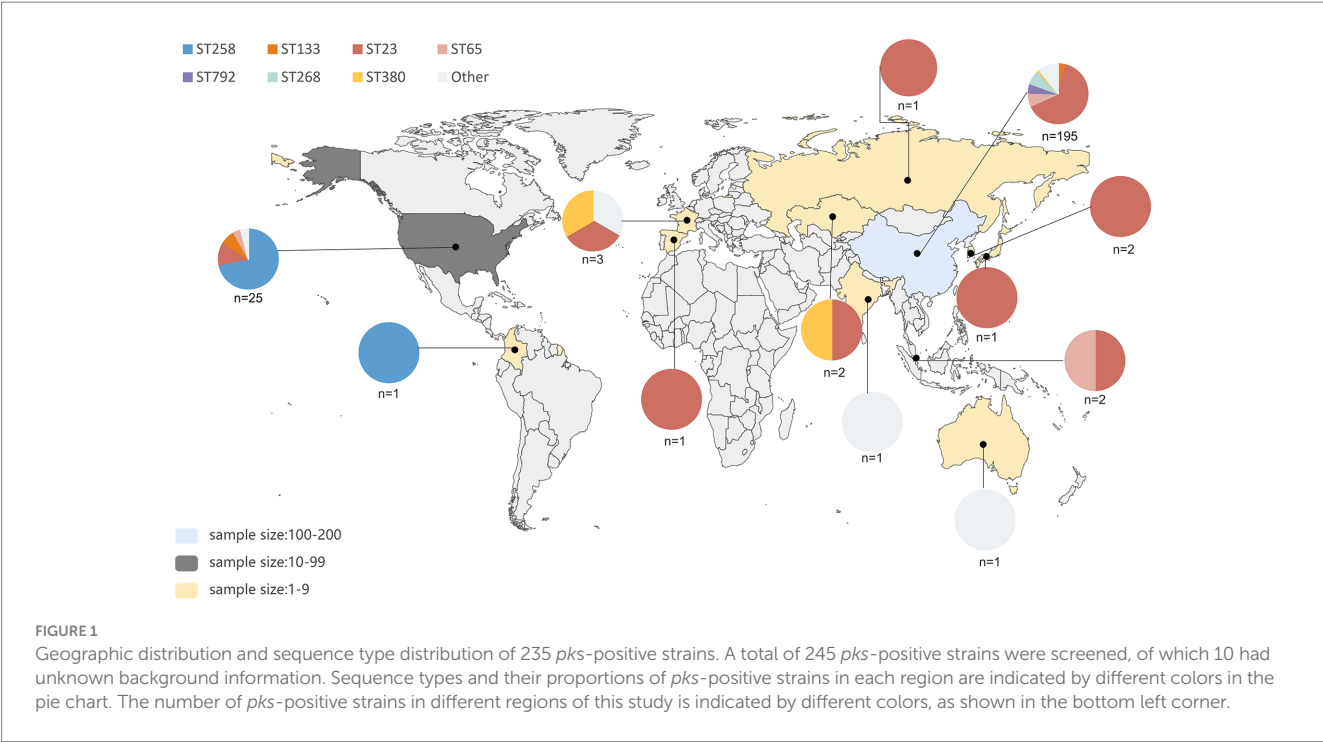 ST258 ST133 ST23 ST65
ST792 ST268 ST380 Other
n=1
n=195
n=2
n=3
n=25
n=1
n=2
n=1
n=2
n=1
n=1
n=1
sample size:100-200
sample size:10-99
sample size:1-9
FIGURE 1
Geographic distribution and sequence type distribution of 235 pks-positive strains. A total of 245 pks-positive strains were screened, of which 10 had
unknown background information. Sequence types and their proportions of pks-positive strains in each region are indicated by different colors in the
pie chart. The number of pks-positive strains in different regions of this study is indicated by different colors, as shown in the bottom left corner.